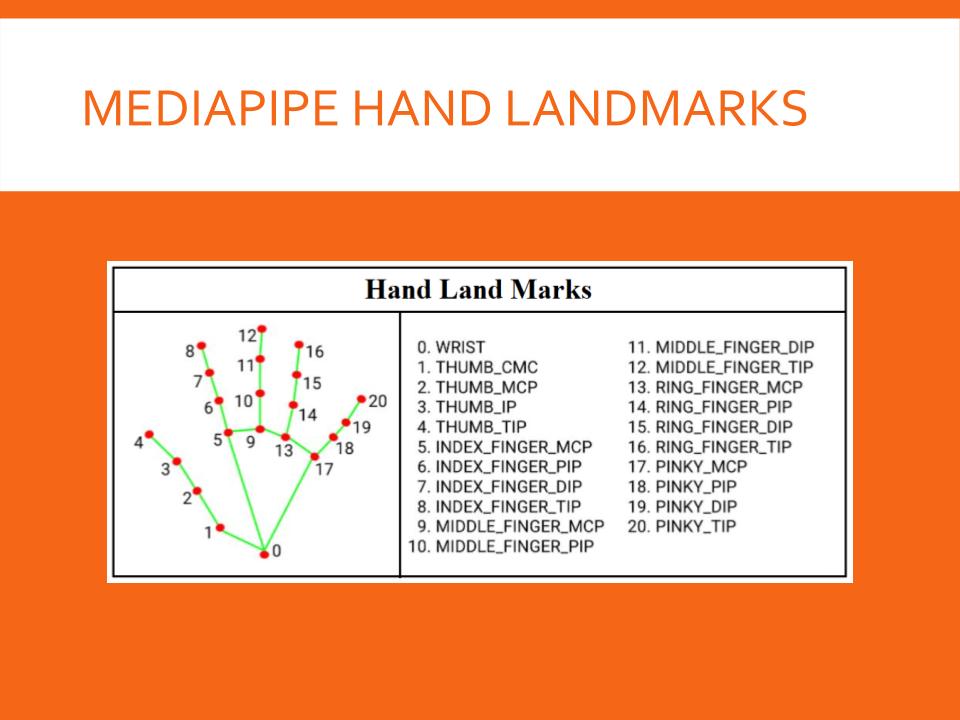 MEDIAPIPE HAND LANDMARKS
Hand Land Marks
12
8
16
11
7
15
10
20
6
14
19
5
9
4
13
18
3
17
2
1
0
0. WRIST
1. THUMB_CMC
2. THUMB_MCP
3. THUMB_IP
4. THUMB_TIP
5. INDEX_FINGER_MCP
6. INDEX_FINGER_PIP
7. INDEX_FINGER_DIP
8. INDEX_FINGER_TIP
9. MIDDLE_FINGER_MCP
10. MIDDLE_FINGER_PIP
11. MIDDLE_FINGER_DIP
12. MIDDLE_FINGER_TIP
13. RING_FINGER_MCP
14. RING_FINGER_PIP
15. RING_FINGER_DIP
16. RING_FINGER_TIP
17. PINKY_MCP
18. PINKY_PIP
19. PINKY_DIP
20. PINKY_TIP